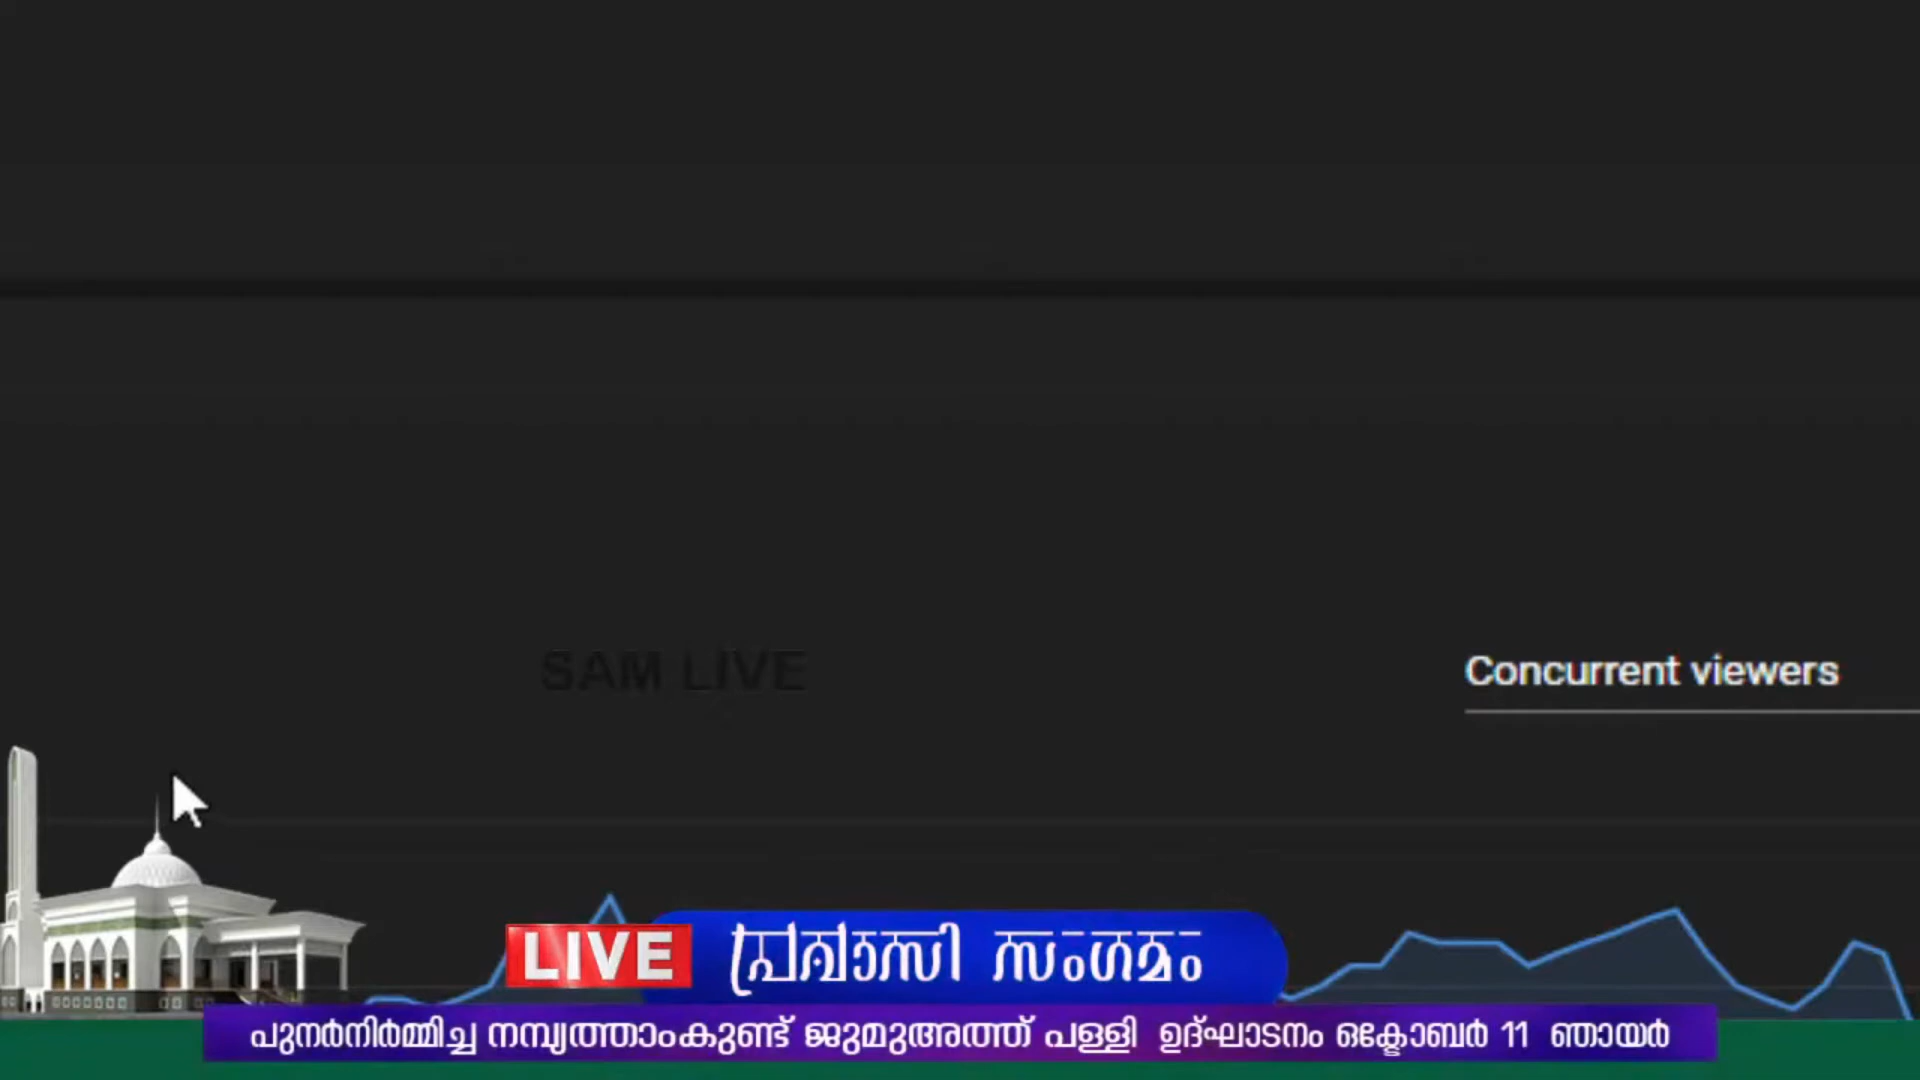 SAM LIVE
Concurrent viewers
LIVE പ്രവാസി സംഗമം
പുനർനിർമ്മിച്ച നമ്പ്യത്താംകുണ്ട് ജുമുഅത്ത് പള്ളി ഉദ്ഘാടനം ഒക്ടോബർ 11 ഞായർ